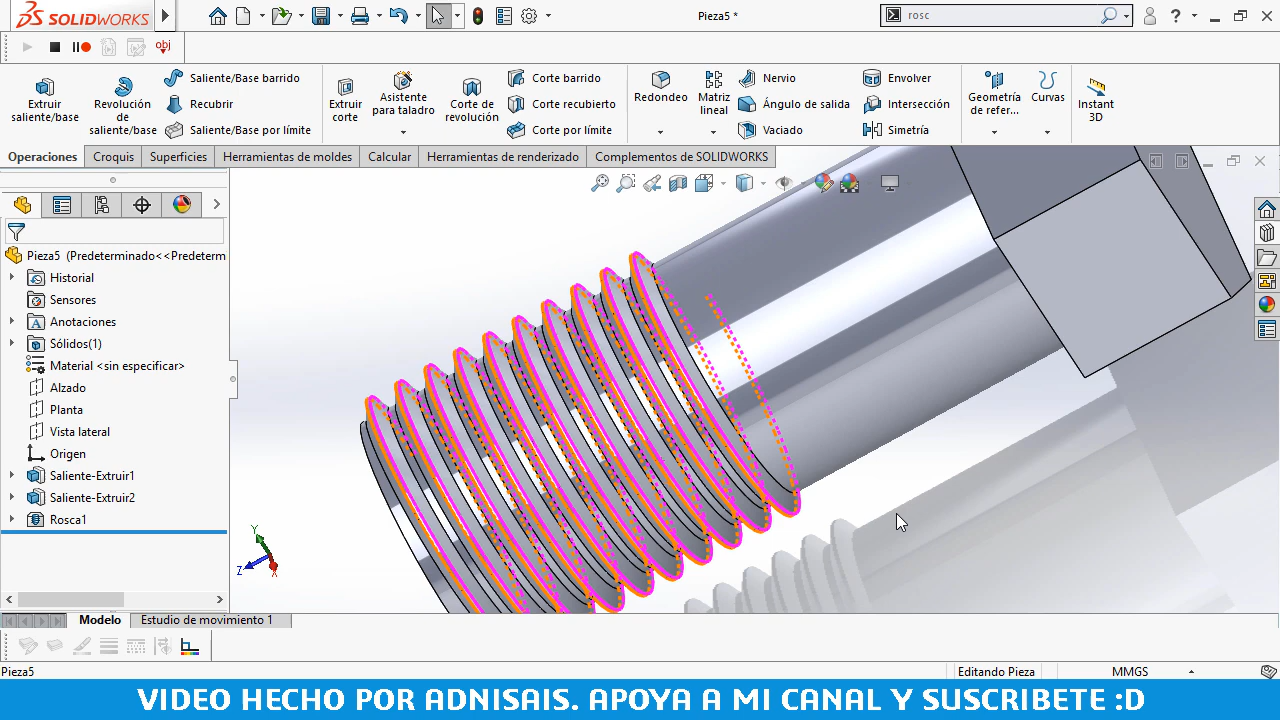 SOLIDWORKS
Pieza5 *
rosc
obj
Extruir saliente/base
Revolución de saliente/base
Saliente/Base barrido
Recubrir
Saliente/Base por límite
Extruir corte
Asistente para taladro
Corte de revolución
Corte barrido
Corte recubierto
Corte por límite
Redondeo
Matriz lineal
Nervio
Ángulo de salida
Vaciado
Envolver
Intersección
Simetría
Geometría de refer...
Curvas
Instant 3D
Operaciones
Croquis
Superficies
Herramientas de moldes
Calcular
Herramientas de renderizado
Complementos de SOLIDWORKS
Pieza5 (Predeterminado<<Predeterm
Historial
Sensores
Anotaciones
Sólidos(1)
Material <sin especificar>
Alzado
Planta
Vista lateral
Origen
Saliente-Extruir1
Saliente-Extruir2
Rosca1
Y
Z
X
Modelo
Estudio de movimiento 1
Pieza5
Editando Pieza
MMGS
VIDEO HECHO POR ADNISAIS. APOYA A MI CANAL Y SUSCRIBETE :D